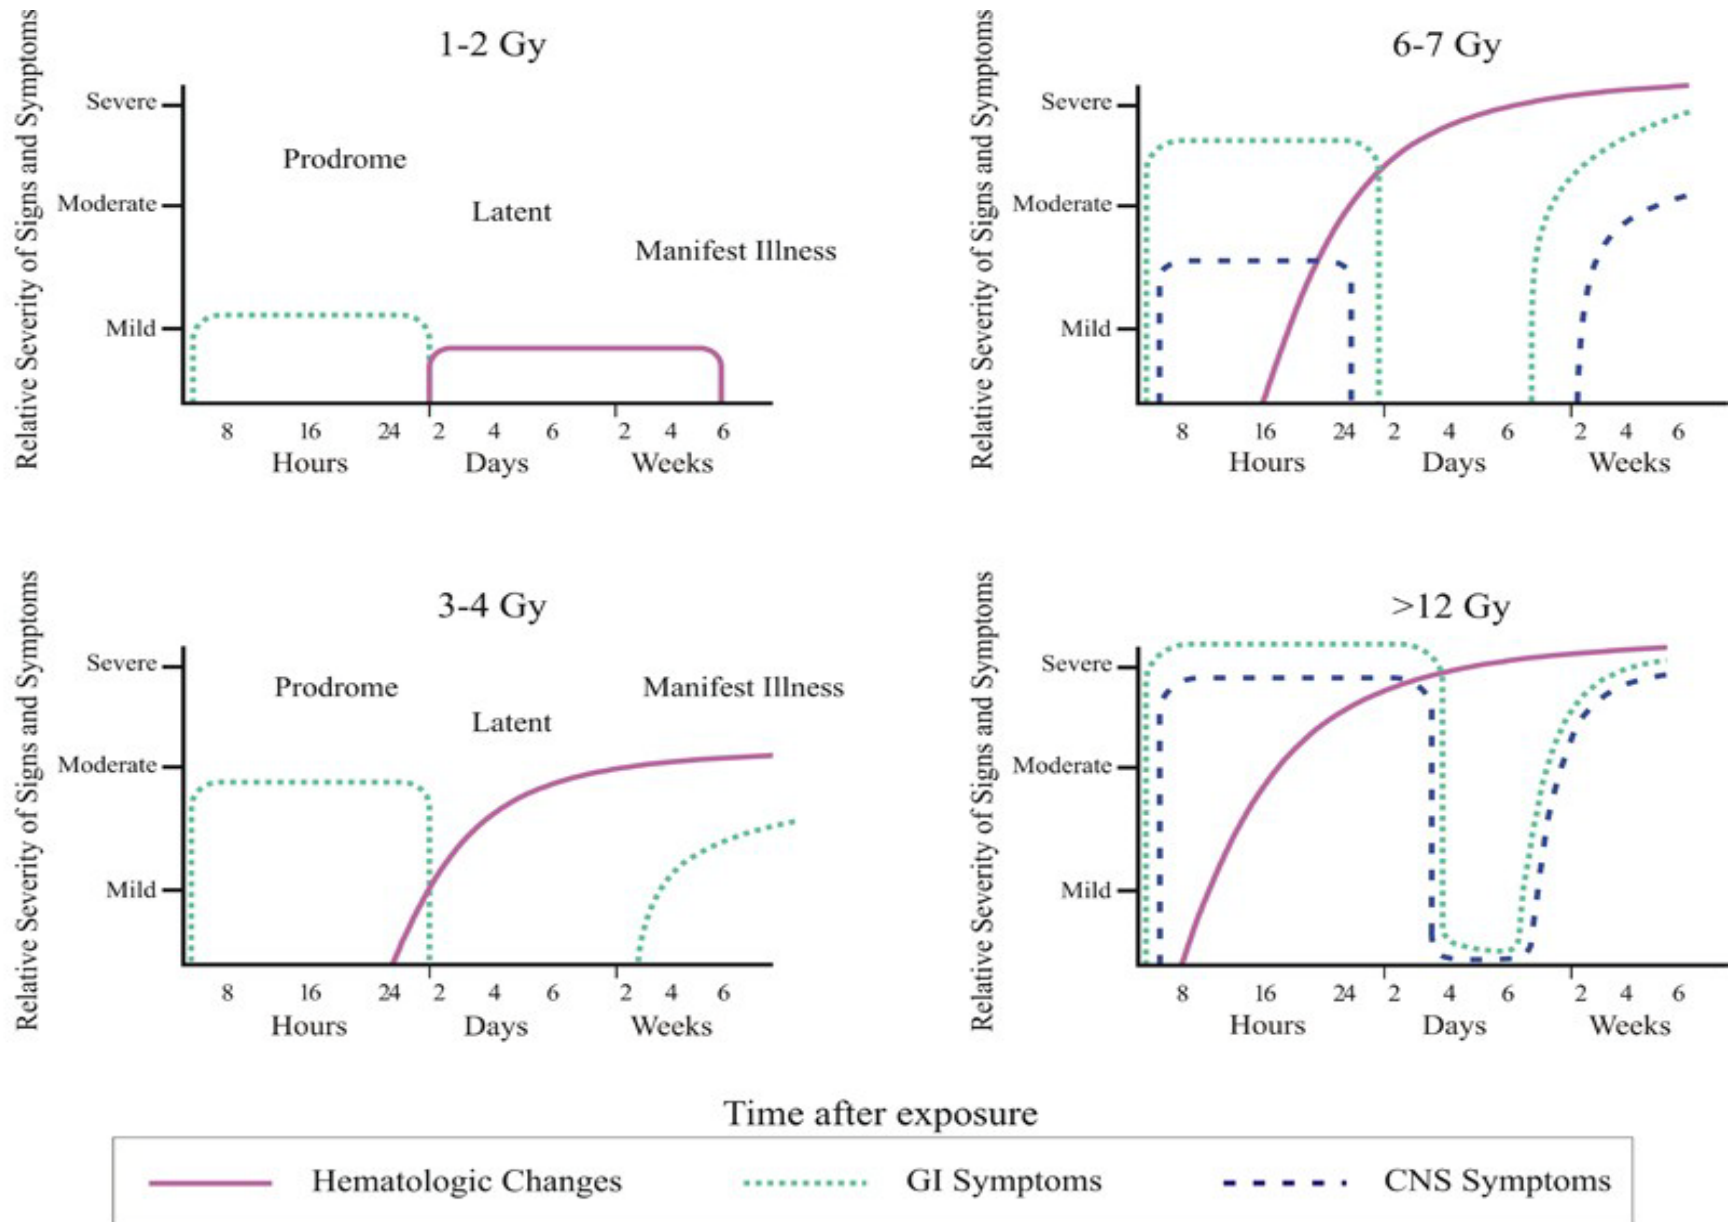 1-2 Gy
Relative Severity of Signs and Symptoms
Severe
Moderate
Mild
Prodrome
Latent
Manifest Illness
8 16 24 2 4 6 2 4 6
Hours Days Weeks
6-7 Gy
Relative Severity of Signs and Symptoms
Severe
Moderate
Mild
8 16 24 2 4 6 2 4 6
Hours Days Weeks
3-4 Gy
Relative Severity of Signs and Symptoms
Severe
Moderate
Mild
Prodrome
Latent
Manifest Illness
8 16 24 2 4 6 2 4 6
Hours Days Weeks
>12 Gy
Relative Severity of Signs and Symptoms
Severe
Moderate
Mild
8 16 24 2 4 6 2 4 6
Hours Days Weeks
Time after exposure
Hematologic Changes GI Symptoms CNS Symptoms